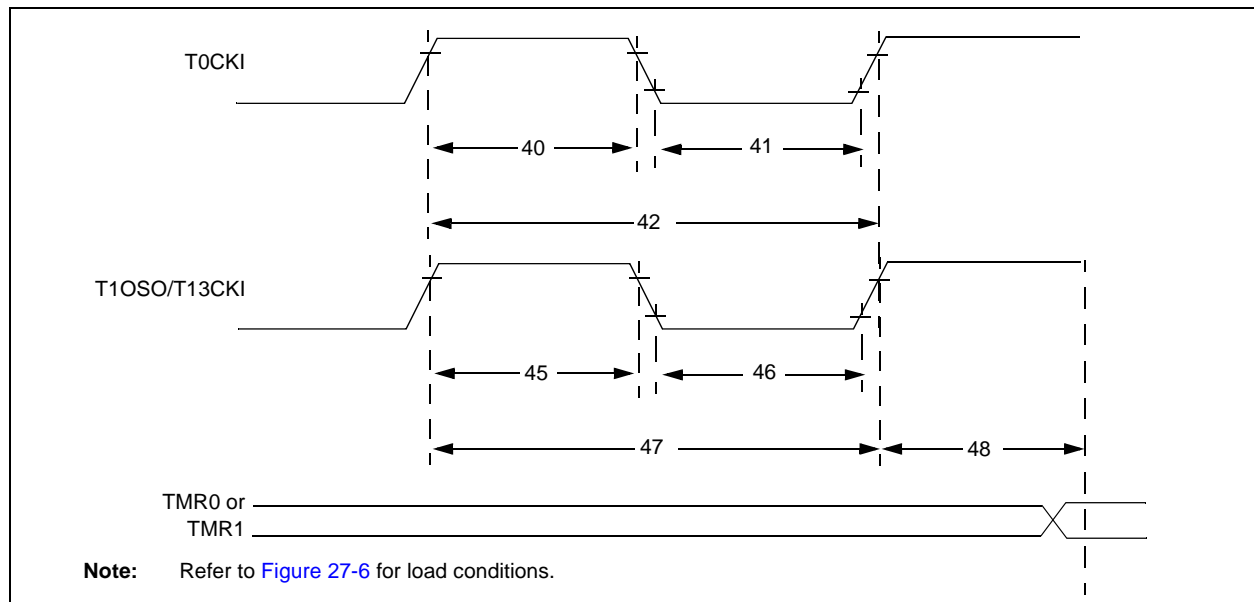 T0CKI
40
41
42
T1OSO/T13CKI
45
46
47
48
TMR0 or
TMR1
Note: Refer to Figure 27-6 for load conditions.